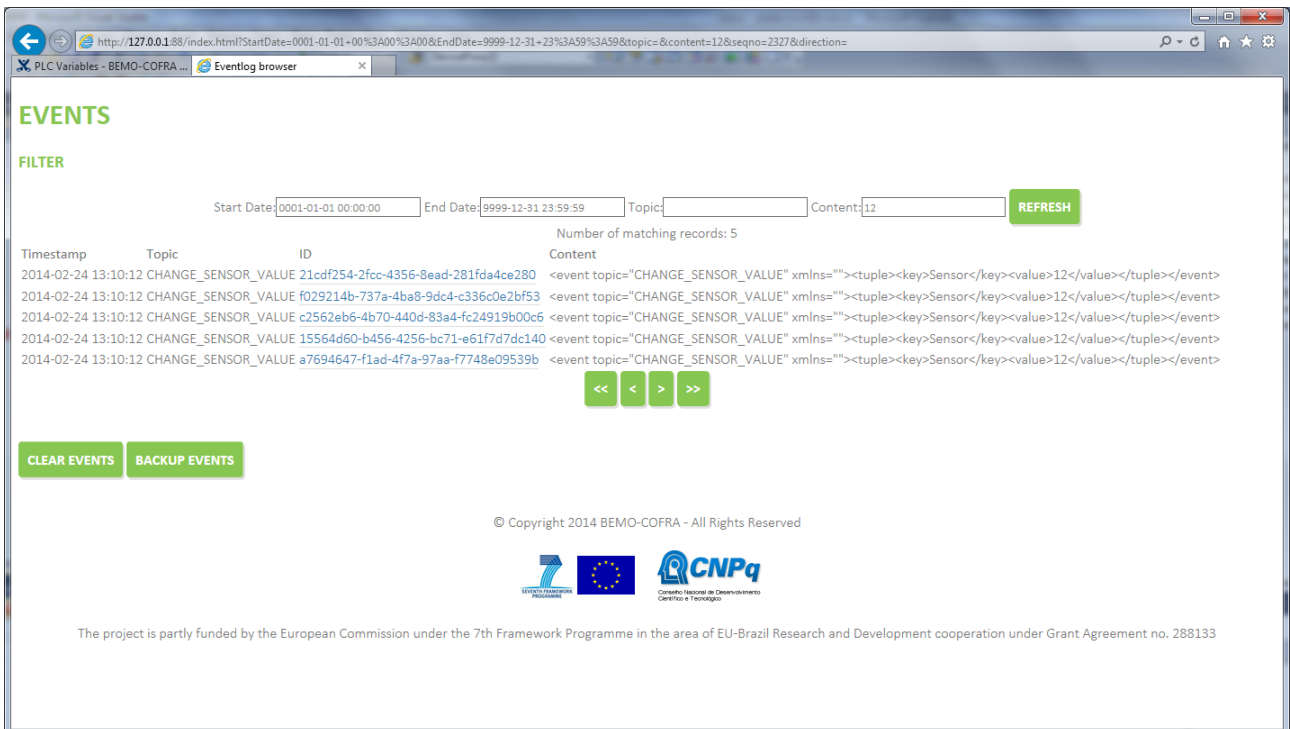 http://127.0.0.1:88/index.html?StartDate=0001-01-01+00%3A00%3A00&EndDate=9999-12-31+23%3A59%3A59&topic=&content=12&seqno=2327&direction=
PLC Variables - BEMO-COFRA ... Eventlog browser
EVENTS
FILTER
Start Date: 0001-01-01 00:00:00 End Date: 9999-12-31 23:59:59 Topic: Content: 12 REFRESH
Number of matching records: 5
Timestamp Topic ID Content
2014-02-24 13:10:12 CHANGE_SENSOR_VALUE 21cdf254-2fcc-4356-8ead-281fda4ce280 <event topic="CHANGE_SENSOR_VALUE" xmlns=""><tuple><key>Sensor</key><value>12</value></tuple></event>
2014-02-24 13:10:12 CHANGE_SENSOR_VALUE f029214b-737a-4ba8-9dc4-c336c0e2bf53 <event topic="CHANGE_SENSOR_VALUE" xmlns=""><tuple><key>Sensor</key><value>12</value></tuple></event>
2014-02-24 13:10:12 CHANGE_SENSOR_VALUE c2562eb6-4b70-440d-83a4-fc24919b00c6 <event topic="CHANGE_SENSOR_VALUE" xmlns=""><tuple><key>Sensor</key><value>12</value></tuple></event>
2014-02-24 13:10:12 CHANGE_SENSOR_VALUE 15564d60-b456-4256-bc71-e61f7d7dc140 <event topic="CHANGE_SENSOR_VALUE" xmlns=""><tuple><key>Sensor</key><value>12</value></tuple></event>
2014-02-24 13:10:12 CHANGE_SENSOR_VALUE a7694647-f1ad-4f7a-97aa-f7748e09539b <event topic="CHANGE_SENSOR_VALUE" xmlns=""><tuple><key>Sensor</key><value>12</value></tuple></event>
<< < > >>
CLEAR EVENTS BACKUP EVENTS
© Copyright 2014 BEMO-COFRA - All Rights Reserved
CNPq
SEVENTH FRAMEWORK
PROGRAMME
Conselho Nacional de Desenvolvimento
Científico e Tecnológico
The project is partly funded by the European Commission under the 7th Framework Programme in the area of EU-Brazil Research and Development cooperation under Grant Agreement no. 288133